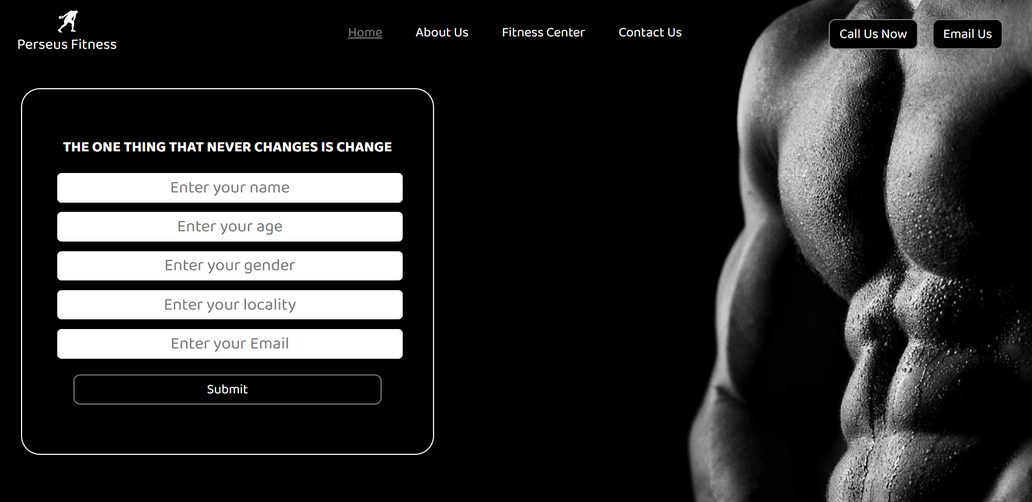 Perseus Fitness
Home
About Us
Fitness Center
Contact Us
Call Us Now
Email Us
THE ONE THING THAT NEVER CHANGES IS CHANGE
Enter your name
Enter your age
Enter your gender
Enter your locality
Enter your Email
Submit